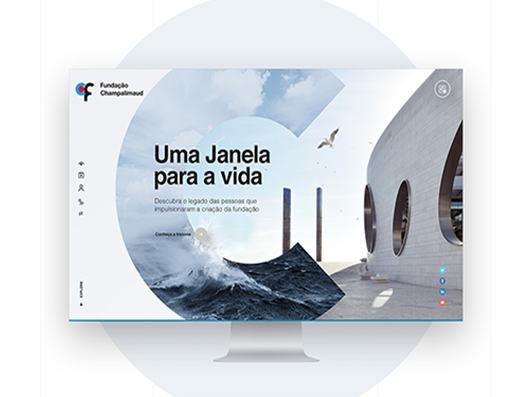 Fundação
Champalimaud
Uma Janela
para a vida
Descubra o legado das pessoas que
impulsionaram a criação da fundação
Conheça a história